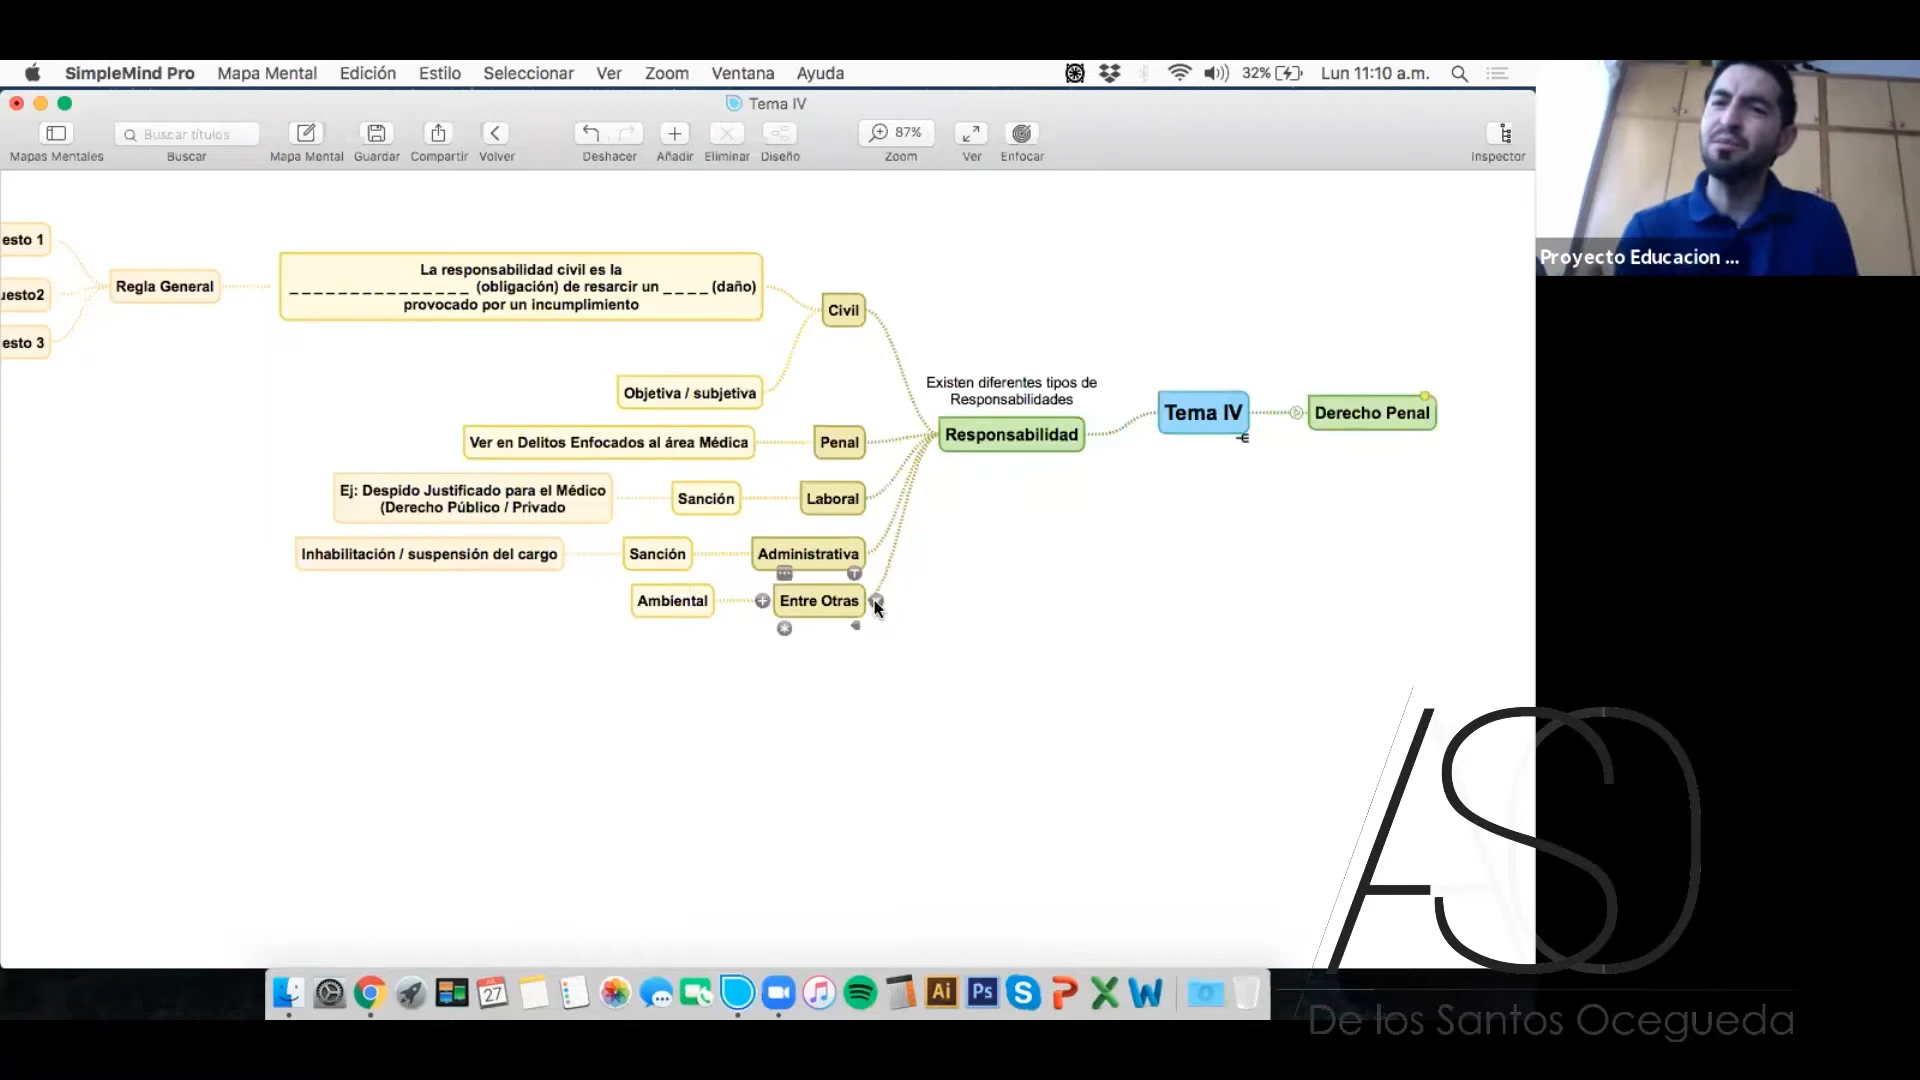 SimpleMind Pro Mapa Mental Edición Estilo Seleccionar Ver Zoom Ventana Ayuda 32% Lun 11:10 a.m.
Tema IV
Buscar títulos 87%
Mapas Mentales Buscar Mapa Mental Guardar Compartir Volver Deshacer Añadir Eliminar Diseño Zoom Ver Enfocar Inspector
Proyecto Educacion ...
esto 1
uesto2
esto 3
Regla General
La responsabilidad civil es la
_ _ _ _ _ _ _ _ _ _ _ _ _ _ _ (obligación) de resarcir un _ _ _ _ (daño)
provocado por un incumplimiento
Civil
Objetiva / subjetiva
Existen diferentes tipos de
Responsabilidades
Responsabilidad
Tema IV
Derecho Penal
Ver en Delitos Enfocados al área Médica
Penal
Ej: Despido Justificado para el Médico
(Derecho Público / Privado
Sanción
Laboral
Inhabilitación / suspensión del cargo
Sanción
Administrativa
Ambiental
Entre Otras
ASO
De los Santos Ocegueda
27
Ai
Ps
S
P
X
W